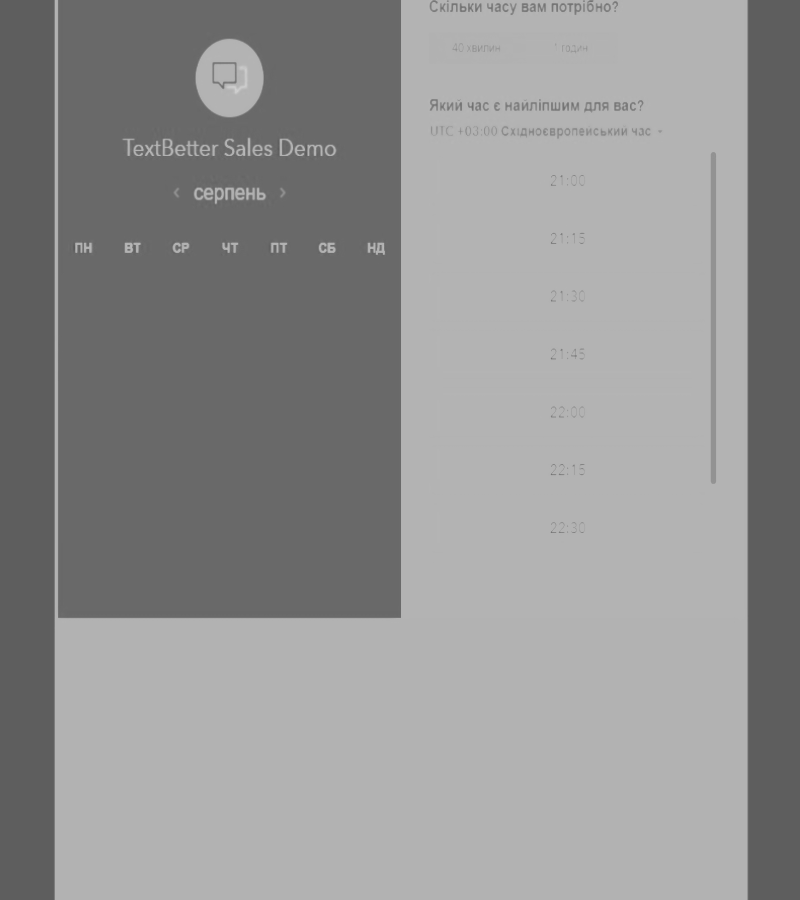 TextBetter Sales Demo
‹ серпень ›
ПН ВТ СР ЧТ ПТ СБ НД
Скільки часу вам потрібно?
40 хвилин 1 годин
Який час є найліпшим для вас?
UTC +03:00 Східноєвропейський час
21:00
21:15
21:30
21:45
22:00
22:15
22:30